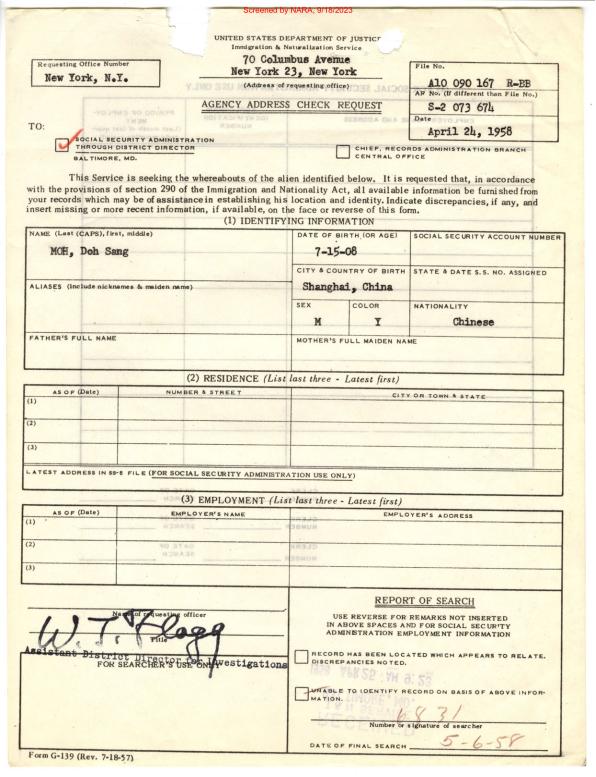 Screened by NARA, 9/18/2023
UNITED STATES DEPARTMENT OF JUSTICE
Immigration & Naturalization Service
70 Columbus Avenue
New York 23, New York
(Address of requesting office)
Requesting Office Number
New York, N.Y.
File No.
A10 090 167 R-BB
AR No. (If different than File No.)
S-2 073 674
Date
April 24, 1958
AGENCY ADDRESS CHECK REQUEST
TO:
SOCIAL SECURITY ADMINISTRATION
THROUGH DISTRICT DIRECTOR
BALTIMORE, MD.
CHIEF, RECORDS ADMINISTRATION BRANCH
CENTRAL OFFICE
This Service is seeking the whereabouts of the alien identified below. It is requested that, in accordance
with the provisions of section 290 of the Immigration and Nationality Act, all available information be furnished from
your records which may be of assistance in establishing his location and identity. Indicate discrepancies, if any, and
insert missing or more recent information, if available, on the face or reverse of this form.
(1) IDENTIFYING INFORMATION
NAME (Last (CAPS), first, middle)
MOH, Doh Sang
DATE OF BIRTH (OR AGE)
7-15-08
SOCIAL SECURITY ACCOUNT NUMBER
CITY & COUNTRY OF BIRTH
Shanghai, China
STATE & DATE S.S. NO. ASSIGNED
ALIASES (Include nicknames & maiden name)
SEX
M
COLOR
Y
NATIONALITY
Chinese
FATHER'S FULL NAME
MOTHER'S FULL MAIDEN NAME
(2) RESIDENCE (List last three - Latest first)
AS OF (Date) NUMBER & STREET CITY OR TOWN & STATE
(1)
(2)
(3)
LATEST ADDRESS IN SS-5 FILE (FOR SOCIAL SECURITY ADMINISTRATION USE ONLY)
(3) EMPLOYMENT (List last three - Latest first)
AS OF (Date) EMPLOYER'S NAME EMPLOYER'S ADDRESS
(1)
(2)
(3)
Name of requesting officer
W. T. Flagg
Title
Assistant District Director for Investigations
FOR SEARCHER'S USE ONLY
REPORT OF SEARCH
USE REVERSE FOR REMARKS NOT INSERTED
IN ABOVE SPACES AND FOR SOCIAL SECURITY
ADMINISTRATION EMPLOYMENT INFORMATION
RECORD HAS BEEN LOCATED WHICH APPEARS TO RELATE.
DISCREPANCIES NOTED.
UNABLE TO IDENTIFY RECORD ON BASIS OF ABOVE INFOR-
MATION.
6831
Number or signature of searcher
DATE OF FINAL SEARCH 5-6-58
Form G-139 (Rev. 7-18-57)